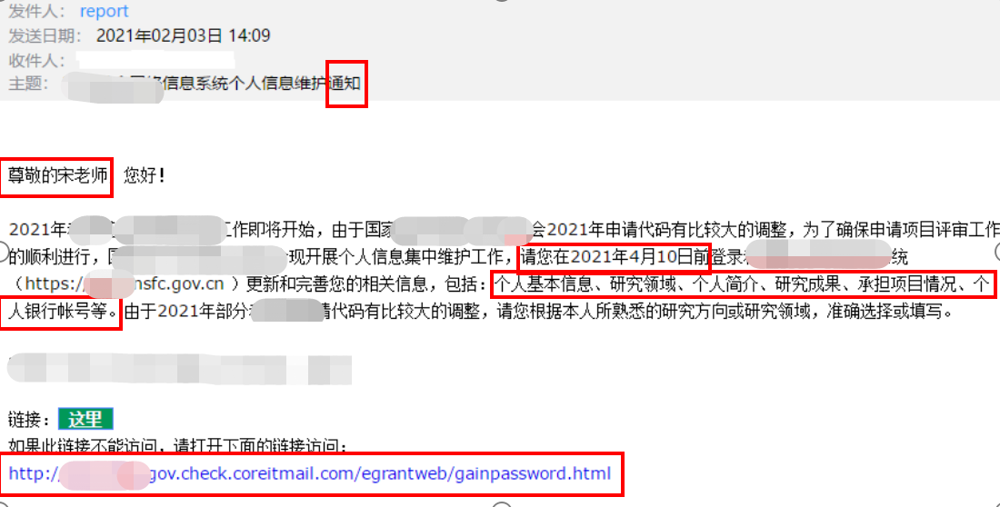 发件人： report
发送日期： 2021年02月03日 14:09
收件人：
主题： 信息系统个人信息维护通知
尊敬的宋老师 您好!
2021年 工作即将开始，由于国家 会2021年申请代码有比较大的调整，为了确保申请项目评审工作
的顺利进行， 现开展个人信息集中维护工作，请您在2021年4月10日前登录 统
（https:/ nsfc.gov.cn ）更新和完善您的相关信息，包括：个人基本信息、研究领域、个人简介、研究成果、承担项目情况、个
人银行帐号等。由于2021年部分 请代码有比较大的调整，请您根据本人所熟悉的研究方向或研究领域，准确选择或填写。
链接： 这里
如果此链接不能访问，请打开下面的链接访问：
http:/ gov.check.coreitmail.com/egrantweb/gainpassword.html